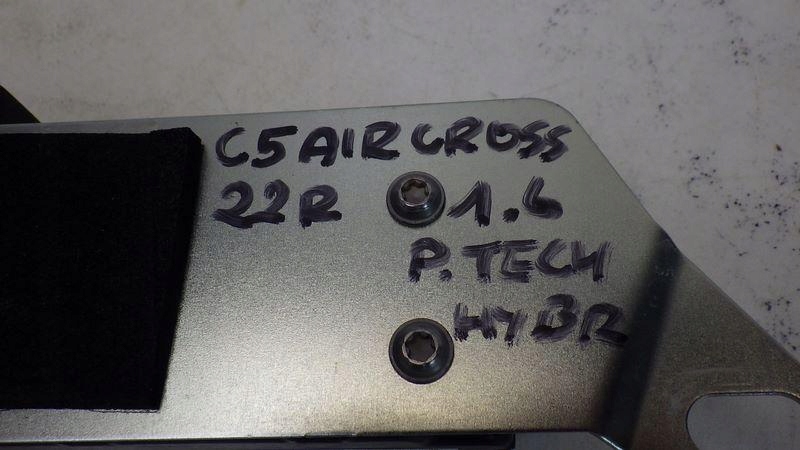 C5 AIRCROSS
22R 1.6
P.TECH
HYBR